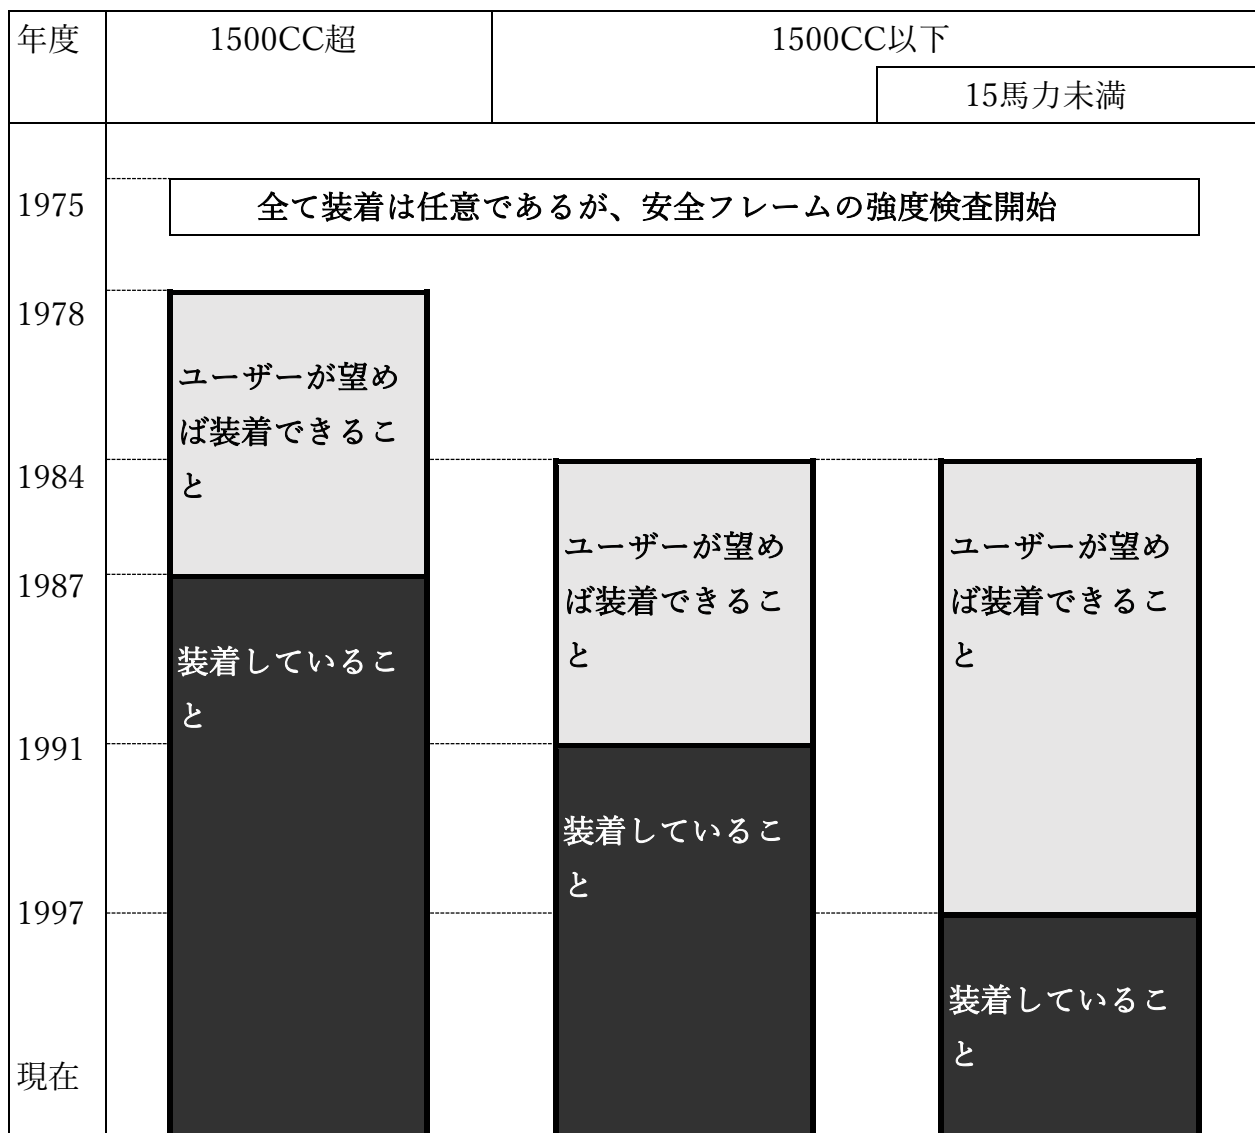 年度
1500CC超
1500CC以下
15馬力未満
1975
全て装着は任意であるが、安全フレームの強度検査開始
1978
ユーザーが望め
ば装着できるこ
と
1984
ユーザーが望め
ば装着できるこ
と
ユーザーが望め
ば装着できるこ
と
1987
装着しているこ
と
1991
装着しているこ
と
1997
装着しているこ
と
現在